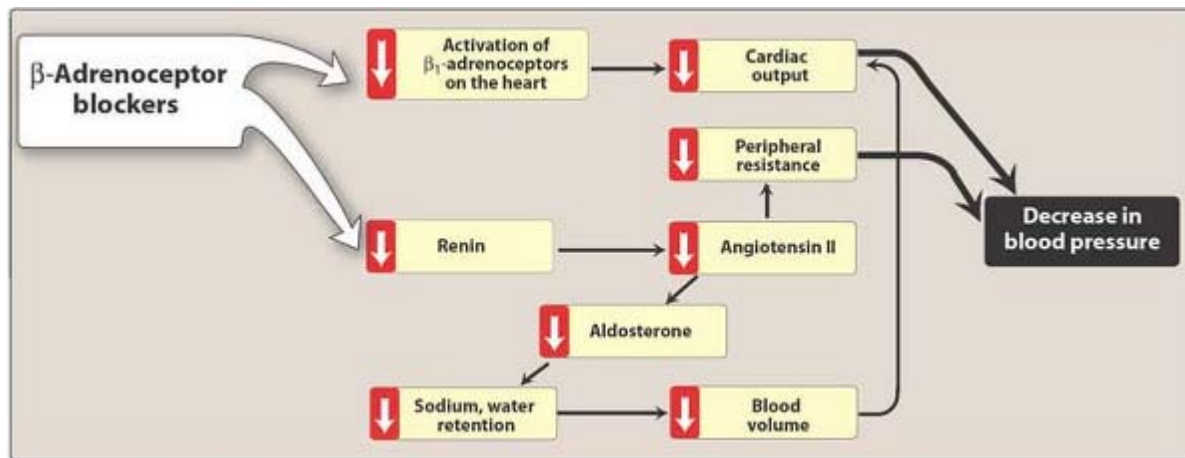 β-Adrenoceptor
blockers
Activation of
β₁-adrenoceptors
on the heart
Cardiac
output
Peripheral
resistance
Renin
Angiotensin II
Decrease in
blood pressure
Aldosterone
Sodium, water
retention
Blood
volume